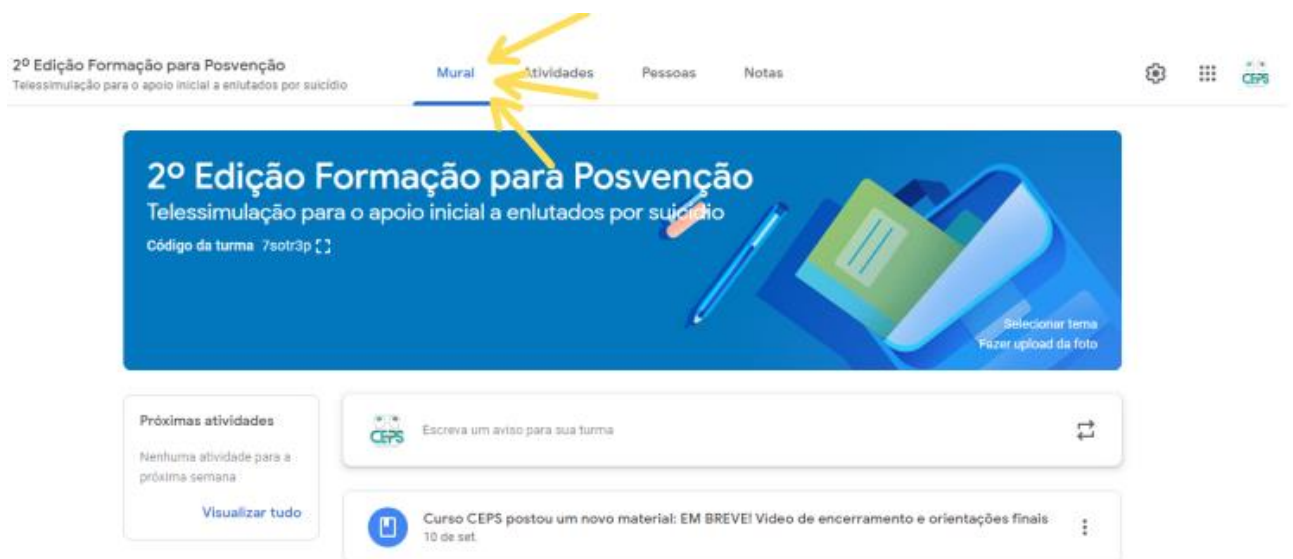 2º Edição Formação para Posvenção
Telessimulação para o apoio inicial a enlutados por suicídio
Mural
Atividades
Pessoas
Notas
CEPS
2º Edição Formação para Posvenção
Telessimulação para o apoio inicial a enlutados por suicídio
Código da turma 7sotr3p
Selecionar tema
Fazer upload da foto
Próximas atividades
Nenhuma atividade para a
próxima semana
Visualizar tudo
CEPS
Escreva um aviso para sua turma
Curso CEPS postou um novo material: EM BREVE! Video de encerramento e orientações finais
10 de set.